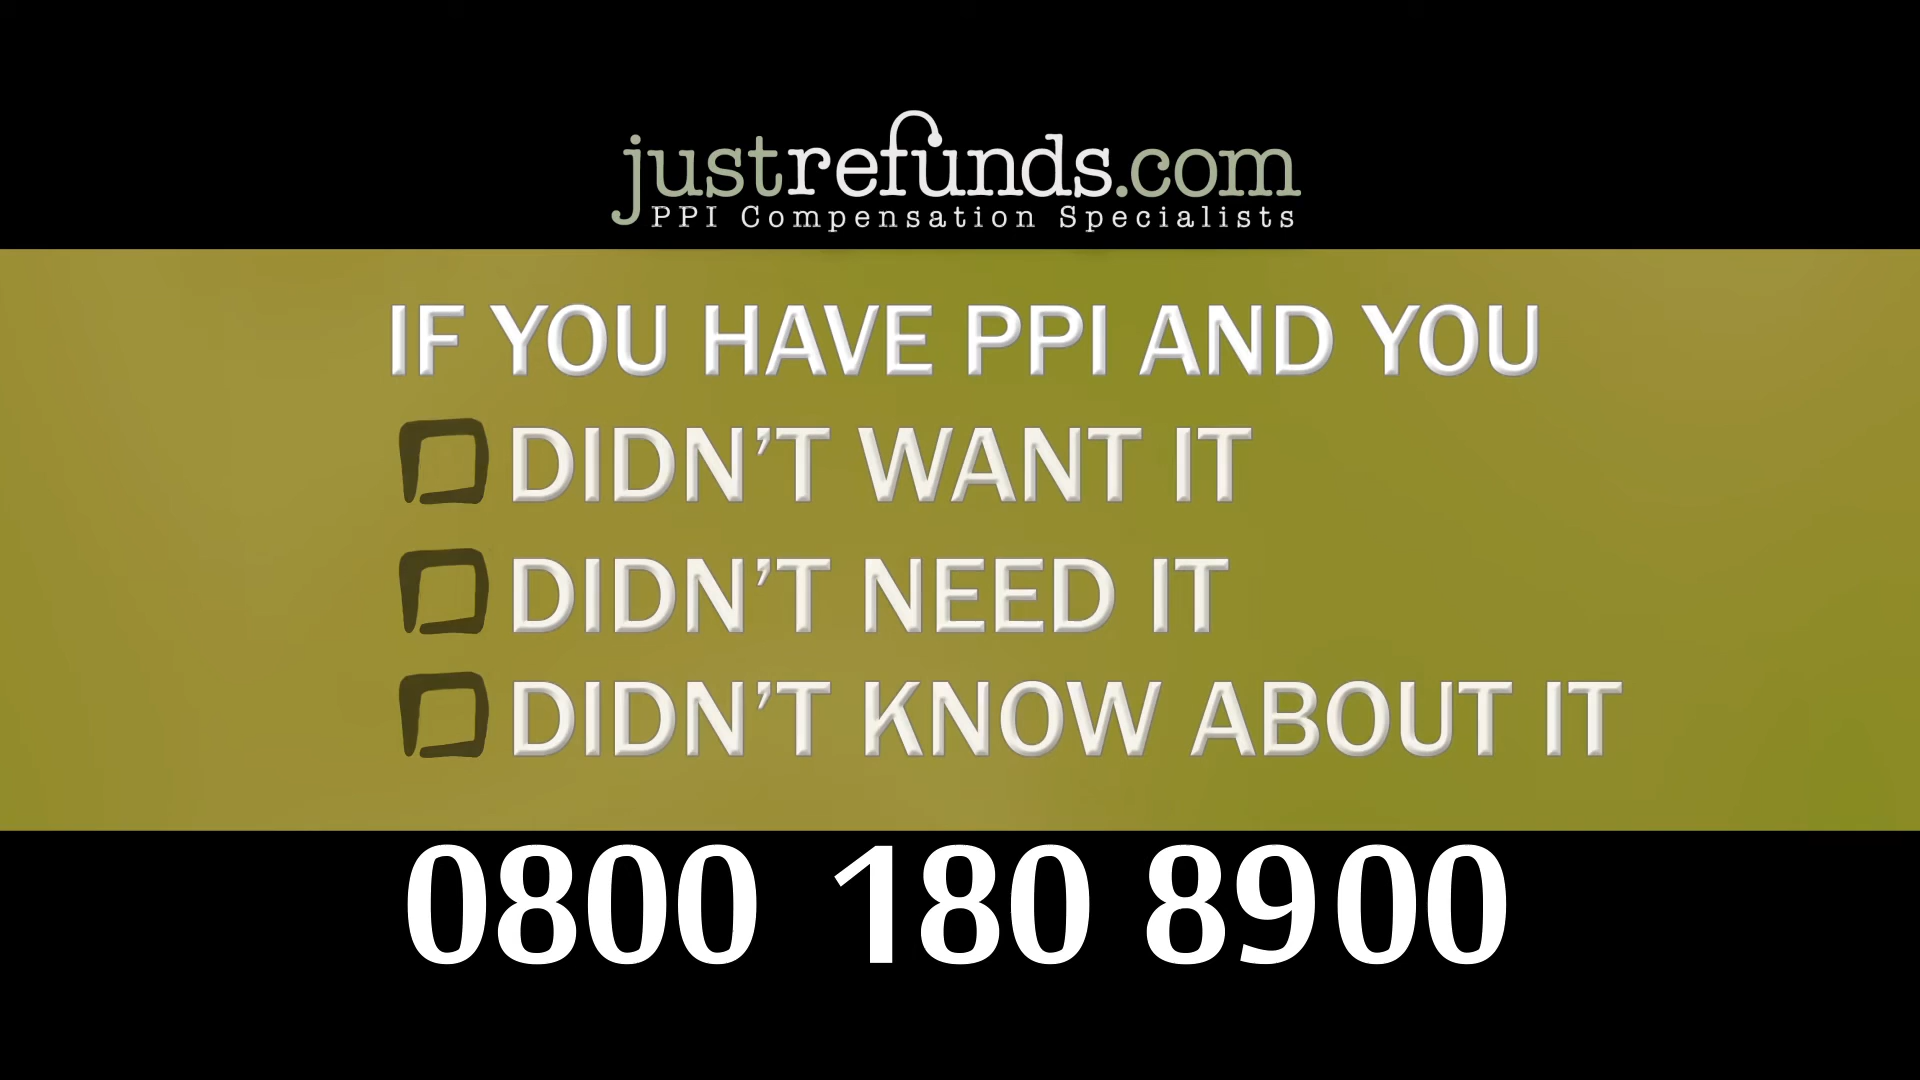 justrefunds.com
PPI Compensation Specialists
IF YOU HAVE PPI AND YOU
DIDN'T WANT IT
DIDN'T NEED IT
DIDN'T KNOW ABOUT IT
0800 180 8900